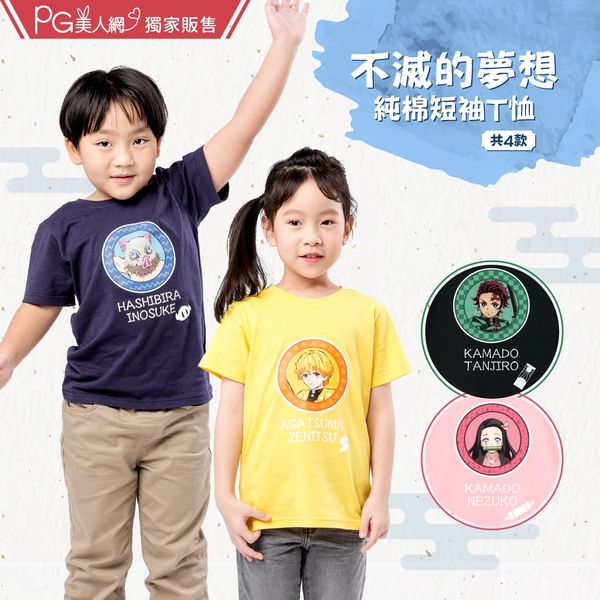 PG美人網 獨家販售
不滅的夢想
純棉短袖T恤
共4款
HASHIBIRA
INOSUKE
AGATSUMA
ZENITSU
KAMADO
TANJIRO
KAMADO
NEZUKO